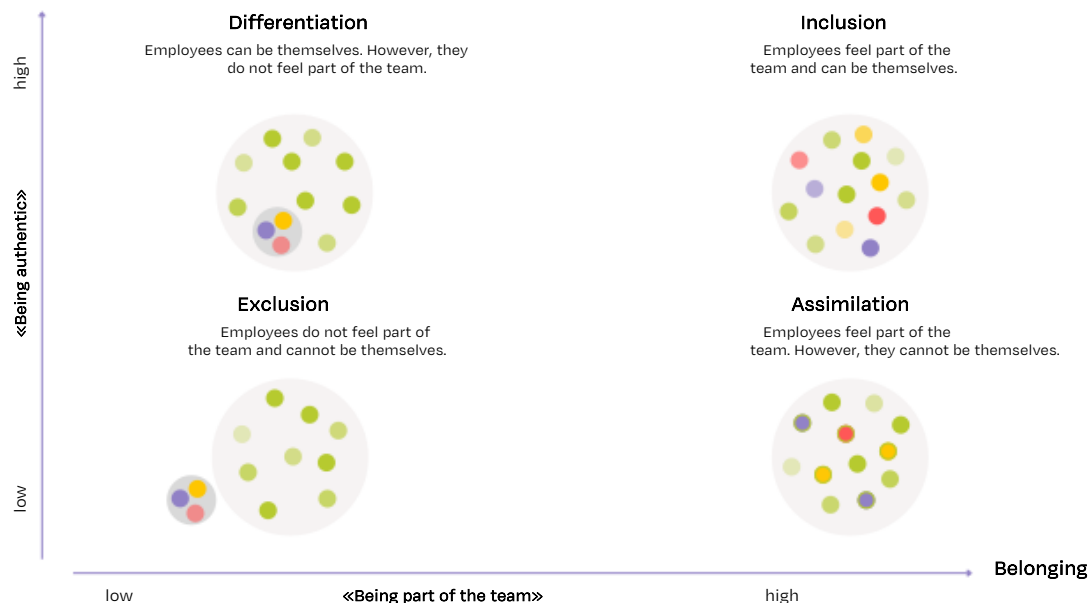 Differentiation
Employees can be themselves. However, they
do not feel part of the team.
Inclusion
Employees feel part of the
team and can be themselves.
high
«Being authentic»
low
Exclusion
Employees do not feel part of
the team and cannot be themselves.
Assimilation
Employees feel part of the
team. However, they cannot be themselves.
Belonging
low
«Being part of the team»
high